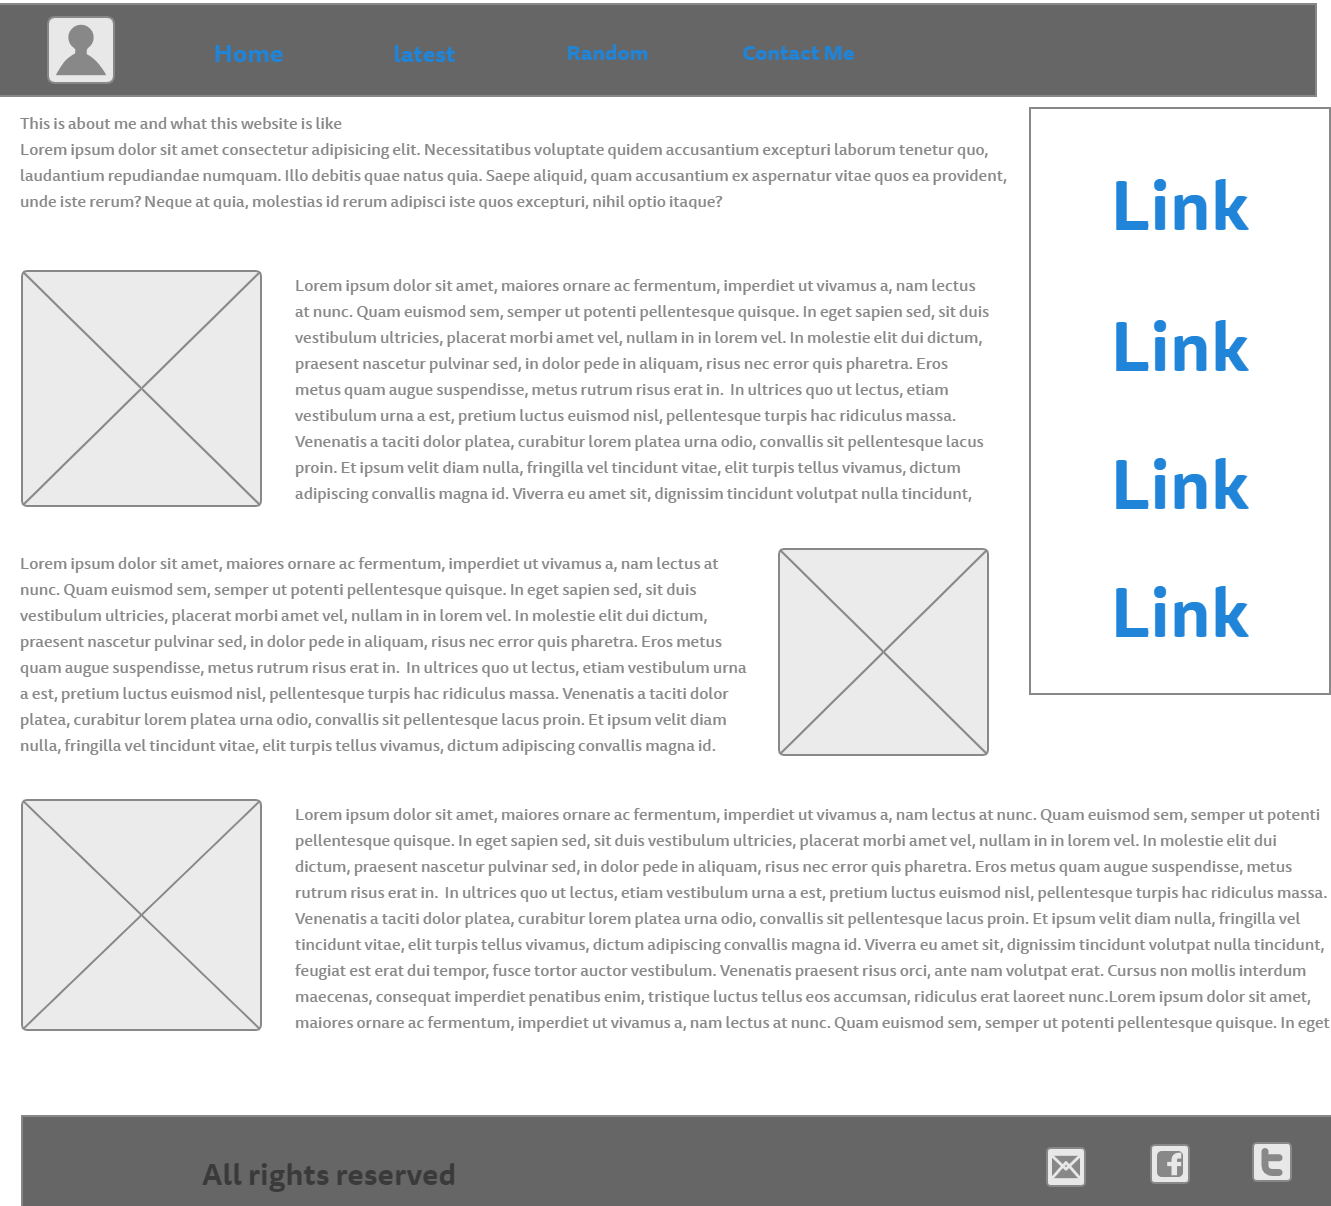 Home
latest
Random
Contact Me
This is about me and what this website is like
Lorem ipsum dolor sit amet consectetur adipisicing elit. Necessitatibus voluptate quidem accusantium excepturi laborum tenetur quo,
laudantium repudiandae numquam. Illo debitis quae natus quia. Saepe aliquid, quam accusantium ex aspernatur vitae quos ea provident,
unde iste rerum? Neque at quia, molestias id rerum adipisci iste quos excepturi, nihil optio itaque?
Link
Link
Link
Link
Lorem ipsum dolor sit amet, maiores ornare ac fermentum, imperdiet ut vivamus a, nam lectus
at nunc. Quam euismod sem, semper ut potenti pellentesque quisque. In eget sapien sed, sit duis
vestibulum ultricies, placerat morbi amet vel, nullam in in lorem vel. In molestie elit dui dictum,
praesent nascetur pulvinar sed, in dolor pede in aliquam, risus nec error quis pharetra. Eros
metus quam augue suspendisse, metus rutrum risus erat in.  In ultrices quo ut lectus, etiam
vestibulum urna a est, pretium luctus euismod nisl, pellentesque turpis hac ridiculus massa.
Venenatis a taciti dolor platea, curabitur lorem platea urna odio, convallis sit pellentesque lacus
proin. Et ipsum velit diam nulla, fringilla vel tincidunt vitae, elit turpis tellus vivamus, dictum
adipiscing convallis magna id. Viverra eu amet sit, dignissim tincidunt volutpat nulla tincidunt,
Lorem ipsum dolor sit amet, maiores ornare ac fermentum, imperdiet ut vivamus a, nam lectus at
nunc. Quam euismod sem, semper ut potenti pellentesque quisque. In eget sapien sed, sit duis
vestibulum ultricies, placerat morbi amet vel, nullam in in lorem vel. In molestie elit dui dictum,
praesent nascetur pulvinar sed, in dolor pede in aliquam, risus nec error quis pharetra. Eros metus
quam augue suspendisse, metus rutrum risus erat in.  In ultrices quo ut lectus, etiam vestibulum urna
a est, pretium luctus euismod nisl, pellentesque turpis hac ridiculus massa. Venenatis a taciti dolor
platea, curabitur lorem platea urna odio, convallis sit pellentesque lacus proin. Et ipsum velit diam
nulla, fringilla vel tincidunt vitae, elit turpis tellus vivamus, dictum adipiscing convallis magna id.
Lorem ipsum dolor sit amet, maiores ornare ac fermentum, imperdiet ut vivamus a, nam lectus at nunc. Quam euismod sem, semper ut potenti
pellentesque quisque. In eget sapien sed, sit duis vestibulum ultricies, placerat morbi amet vel, nullam in in lorem vel. In molestie elit dui
dictum, praesent nascetur pulvinar sed, in dolor pede in aliquam, risus nec error quis pharetra. Eros metus quam augue suspendisse, metus
rutrum risus erat in.  In ultrices quo ut lectus, etiam vestibulum urna a est, pretium luctus euismod nisl, pellentesque turpis hac ridiculus massa.
Venenatis a taciti dolor platea, curabitur lorem platea urna odio, convallis sit pellentesque lacus proin. Et ipsum velit diam nulla, fringilla vel
tincidunt vitae, elit turpis tellus vivamus, dictum adipiscing convallis magna id. Viverra eu amet sit, dignissim tincidunt volutpat nulla tincidunt,
feugiat est erat dui tempor, fusce tortor auctor vestibulum. Venenatis praesent risus orci, ante nam volutpat erat. Cursus non mollis interdum
maecenas, consequat imperdiet penatibus enim, tristique luctus tellus eos accumsan, ridiculus erat laoreet nunc.Lorem ipsum dolor sit amet,
maiores ornare ac fermentum, imperdiet ut vivamus a, nam lectus at nunc. Quam euismod sem, semper ut potenti pellentesque quisque. In eget
All rights reserved